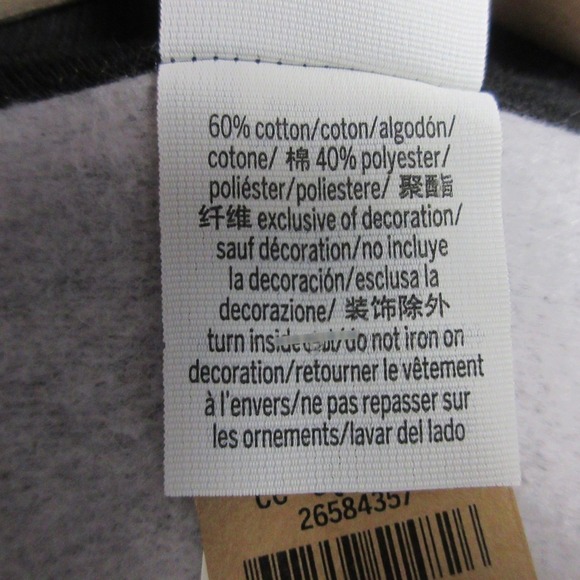 60% cotton/coton/algodón/
cotone/ 棉 40% polyester/
poliéster/poliestere/ 聚酯
纤维 exclusive of decoration/
sauf décoration/no incluye
la decoración/esclusa la
decorazione/ 装饰除外
turn inside out/do not iron on
decoration/retourner le vêtement
à l'envers/ne pas repasser sur
les ornements/lavar del lado
26584357